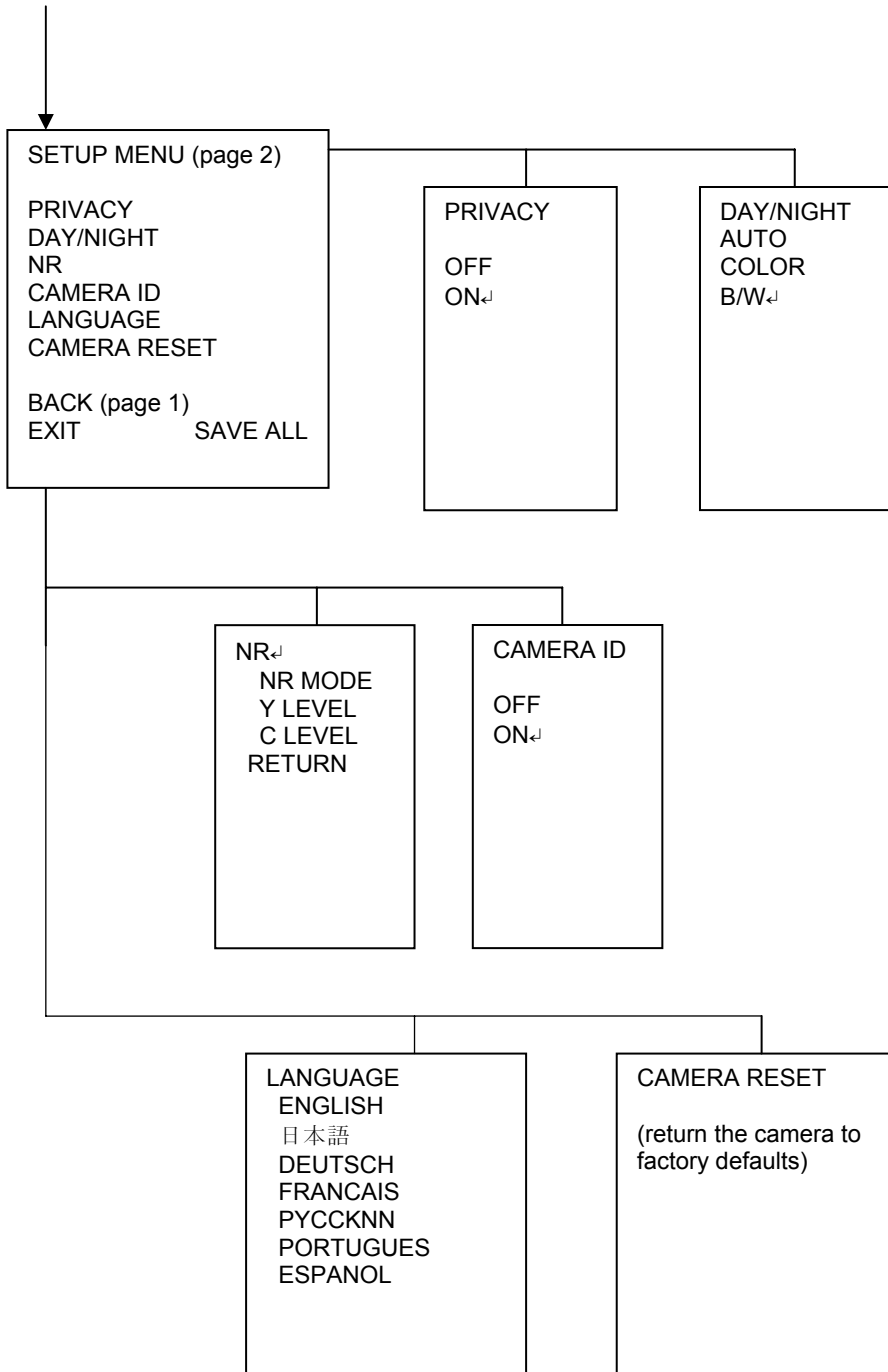 SETUP MENU (page 2)
PRIVACY
DAY/NIGHT
NR
CAMERA ID
LANGUAGE
CAMERA RESET
BACK (page 1)
EXIT SAVE ALL
PRIVACY
OFF
ON↵
DAY/NIGHT
AUTO
COLOR
B/W↵
NR↵
NR MODE
Y LEVEL
C LEVEL
RETURN
CAMERA ID
OFF
ON↵
LANGUAGE
ENGLISH
日本語
DEUTSCH
FRANCAIS
PYCCKNN
PORTUGUES
ESPANOL
CAMERA RESET
(return the camera to
factory defaults)